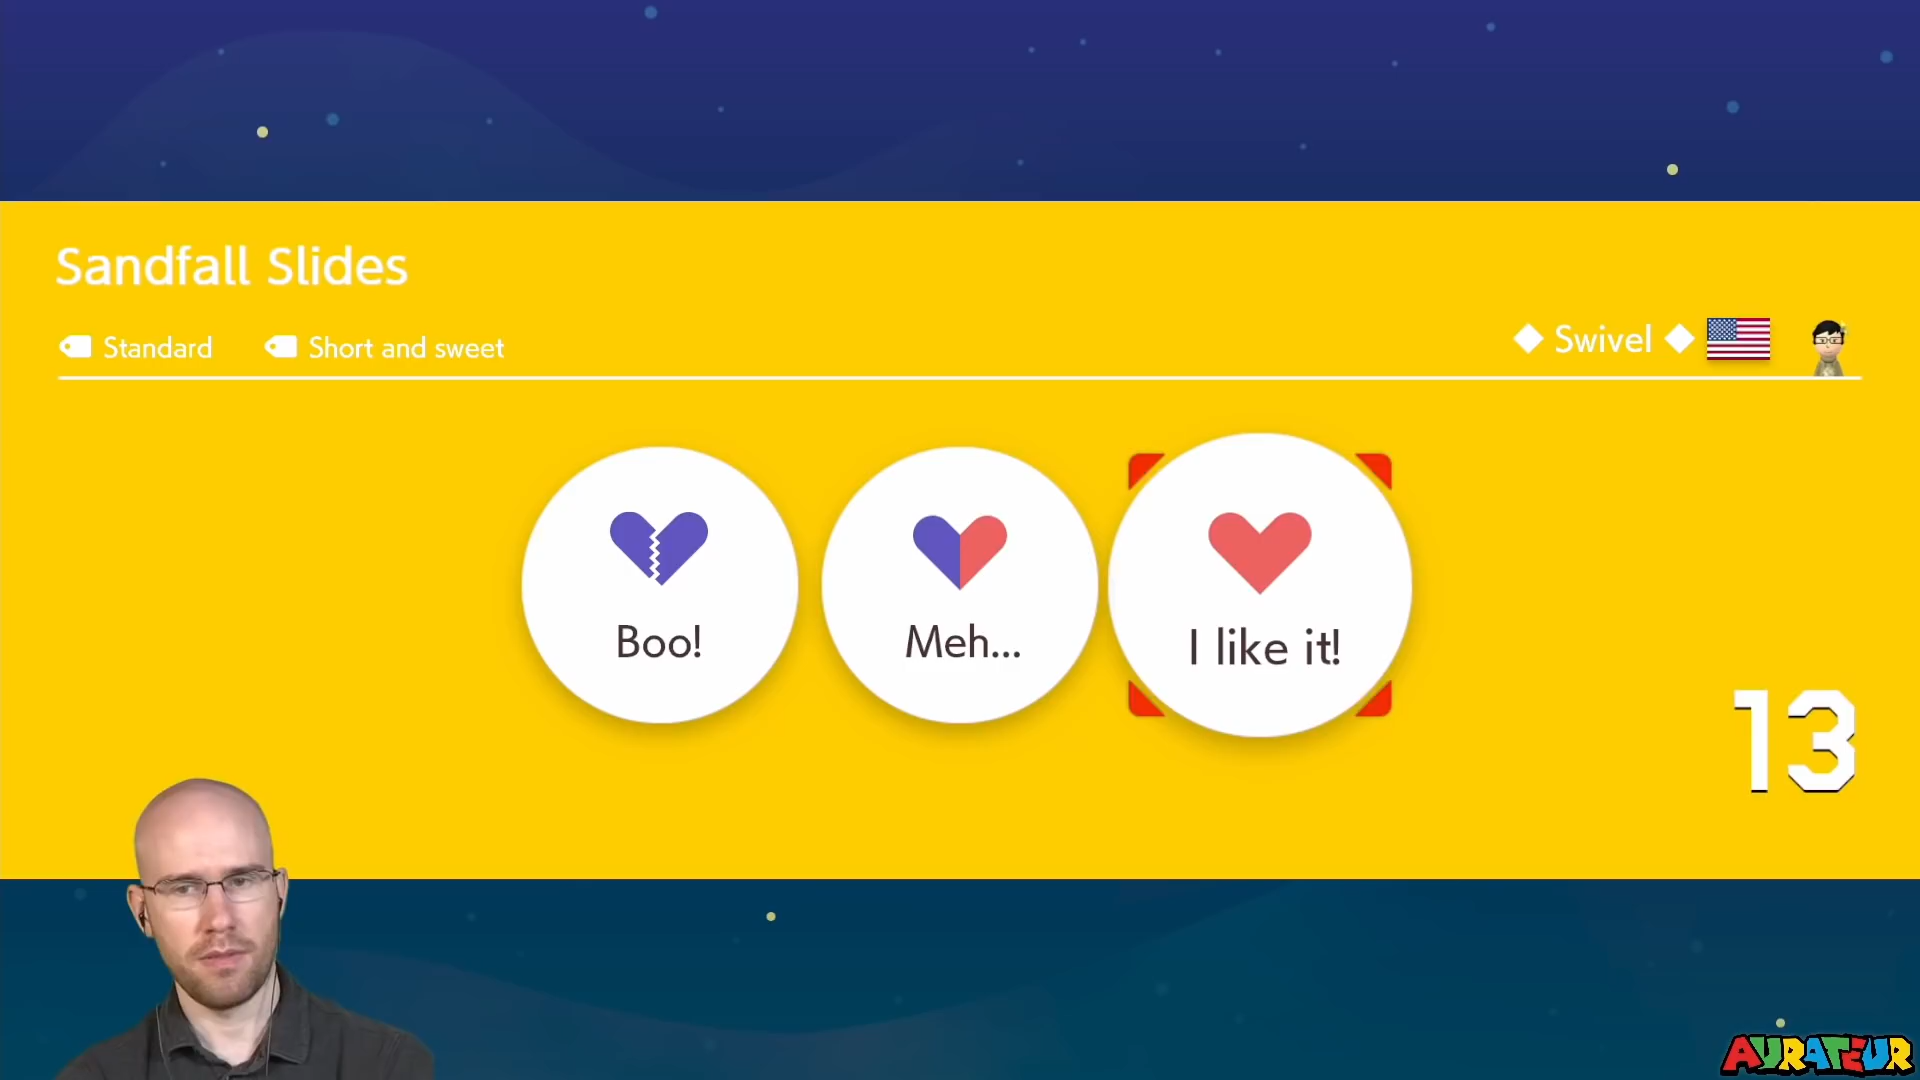 Sandfall Slides
Standard Short and sweet
◆ Swivel ◆
Boo!
Meh...
I like it!
13
AURATEUR